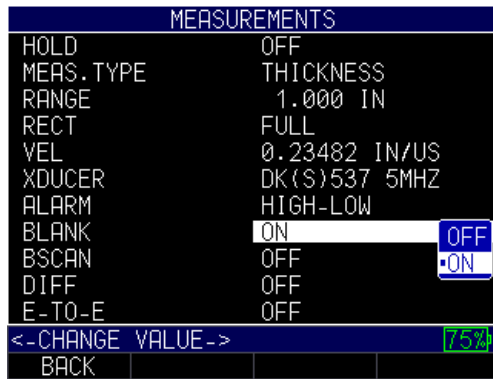 MEASUREMENTS
HOLD OFF
MEAS.TYPE THICKNESS
RANGE 1.000 IN
RECT FULL
VEL 0.23482 IN/US
XDUCER DK(S)537 5MHZ
ALARM HIGH-LOW
BLANK ON OFF
BSCAN OFF •ON
DIFF OFF
E-TO-E OFF
<-CHANGE VALUE-> 75%
BACK